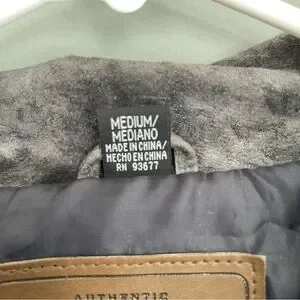 MEDIUM/
MEDIANO
MADE IN CHINA/
HECHO EN CHINA
RN 93677
AUTHENTIC